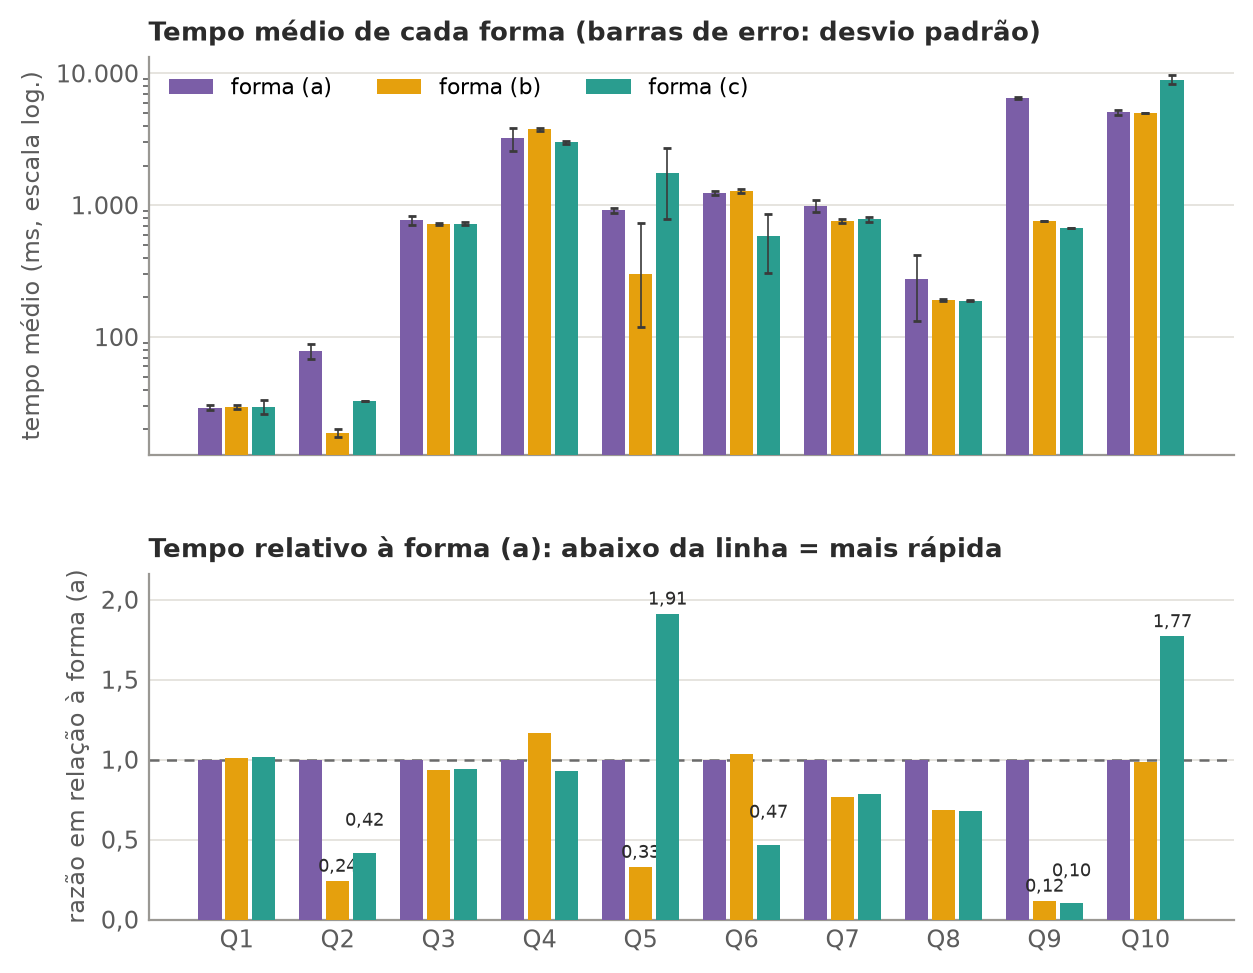 Tempo médio de cada forma (barras de erro: desvio padrão)
tempo médio (ms, escala log.)
10.000
1.000
100
forma (a)
forma (b)
forma (c)
Tempo relativo à forma (a): abaixo da linha = mais rápida
razão em relação à forma (a)
2,0
1,5
1,0
0,5
0,0
0,24
0,42
0,33
1,91
0,47
0,12
0,10
1,77
Q1 Q2 Q3 Q4 Q5 Q6 Q7 Q8 Q9 Q10